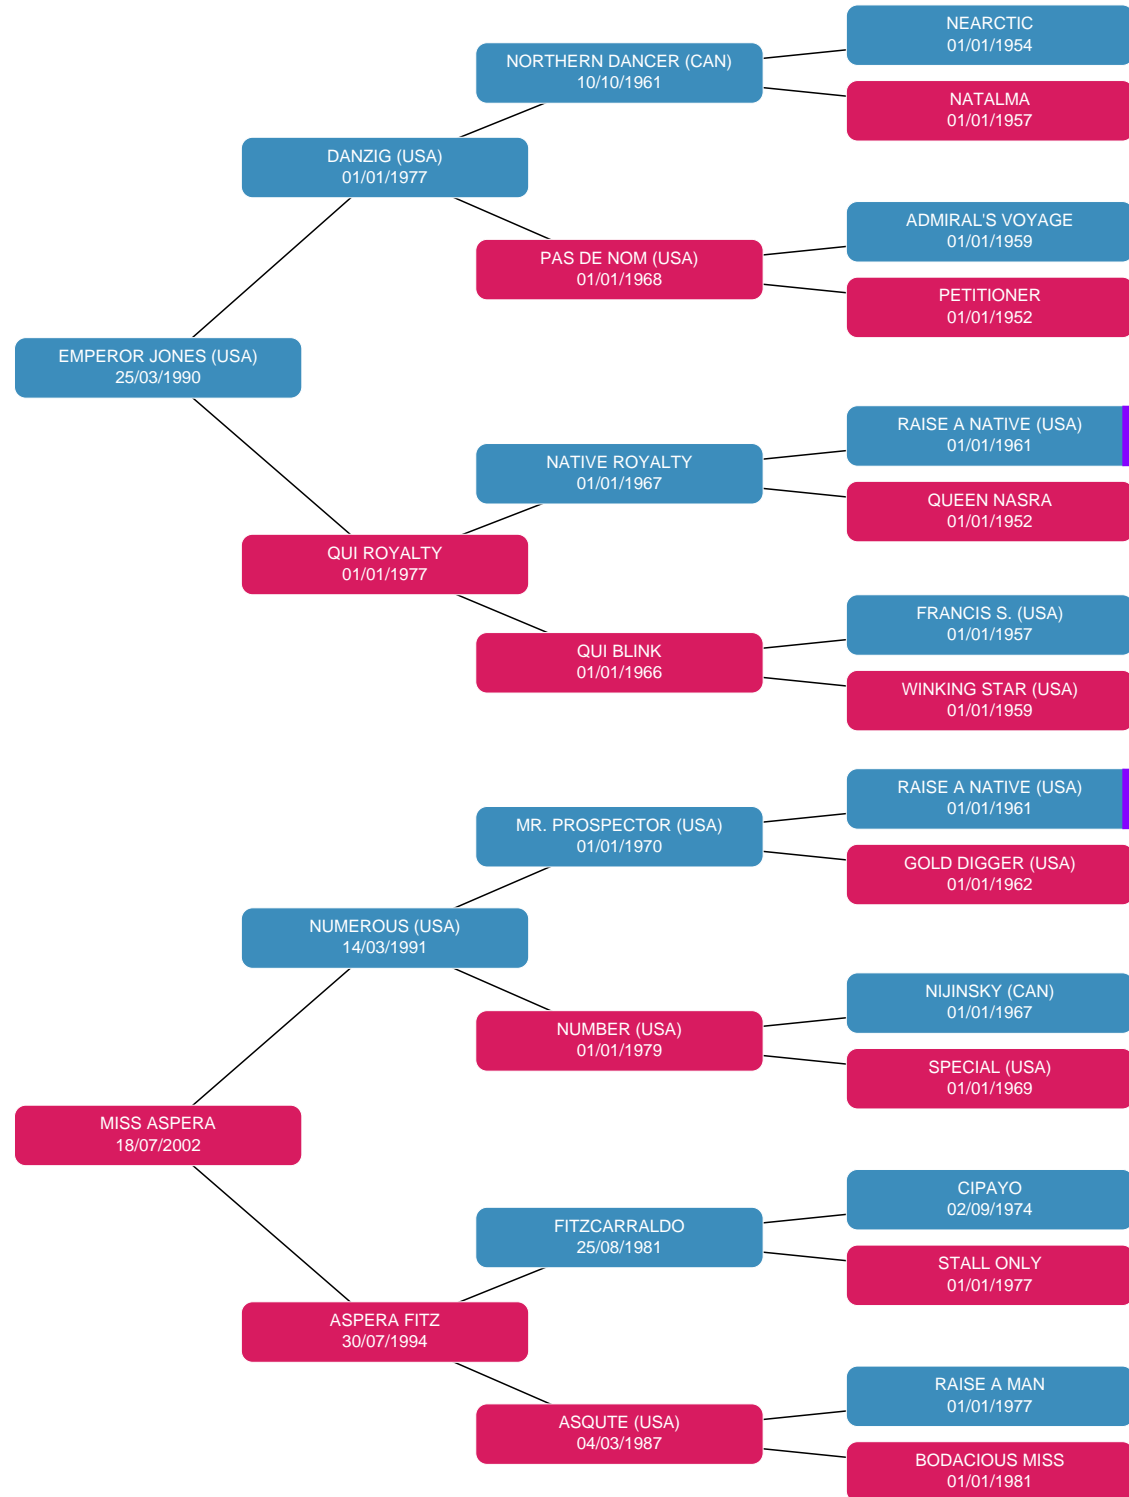 NEARCTIC
01/01/1954
NORTHERN DANCER (CAN)
10/10/1961
NATALMA
01/01/1957
DANZIG (USA)
01/01/1977
ADMIRAL'S VOYAGE
01/01/1959
PAS DE NOM (USA)
01/01/1968
PETITIONER
01/01/1952
EMPEROR JONES (USA)
25/03/1990
RAISE A NATIVE (USA)
01/01/1961
NATIVE ROYALTY
01/01/1967
QUEEN NASRA
01/01/1952
QUI ROYALTY
01/01/1977
FRANCIS S. (USA)
01/01/1957
QUI BLINK
01/01/1966
WINKING STAR (USA)
01/01/1959
RAISE A NATIVE (USA)
01/01/1961
MR. PROSPECTOR (USA)
01/01/1970
GOLD DIGGER (USA)
01/01/1962
NUMEROUS (USA)
14/03/1991
NIJINSKY (CAN)
01/01/1967
NUMBER (USA)
01/01/1979
SPECIAL (USA)
01/01/1969
MISS ASPERA
18/07/2002
CIPAYO
02/09/1974
FITZCARRALDO
25/08/1981
STALL ONLY
01/01/1977
ASPERA FITZ
30/07/1994
RAISE A MAN
01/01/1977
ASQUTE (USA)
04/03/1987
BODACIOUS MISS
01/01/1981